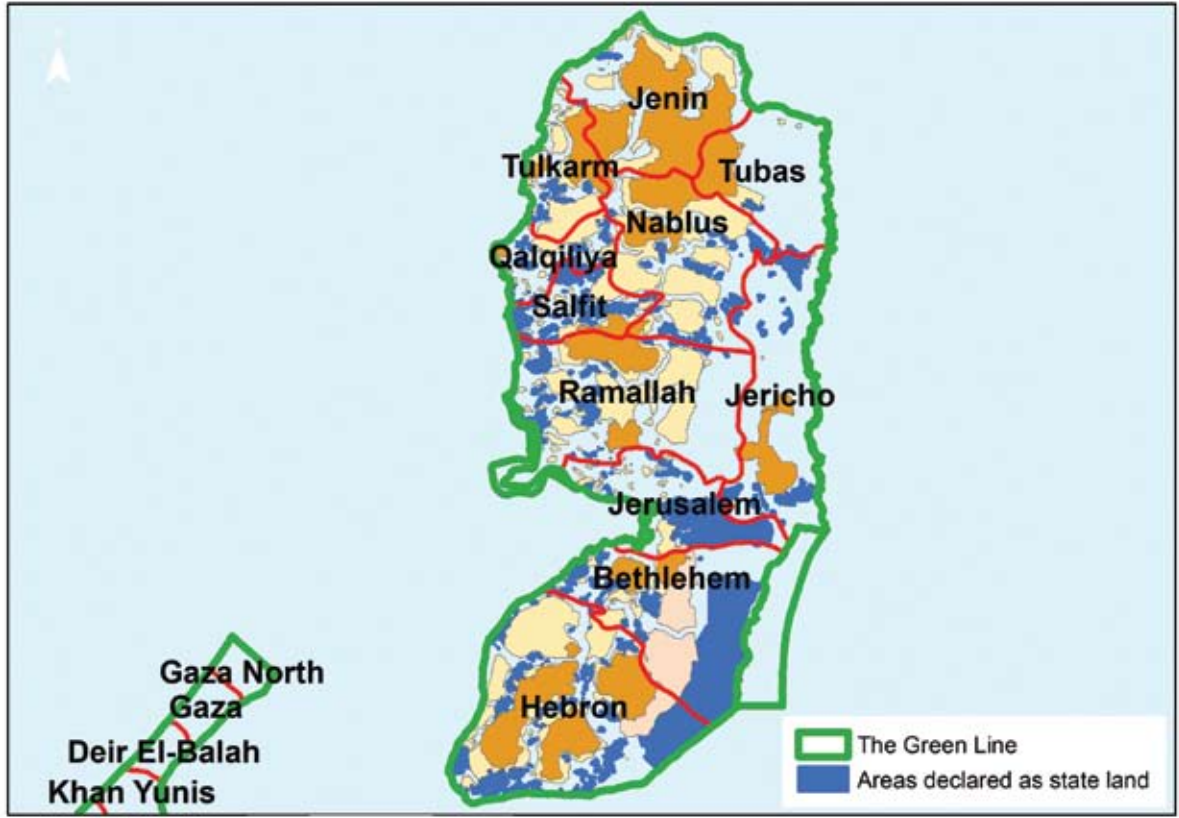 Jenin
Tulkarm
Tubas
Nablus
Qalqiliya
Salfit
Ramallah
Jericho
Jerusalem
Bethlehem
Hebron
Gaza North
Gaza
Deir El-Balah
Khan Yunis
The Green Line
Areas declared as state land